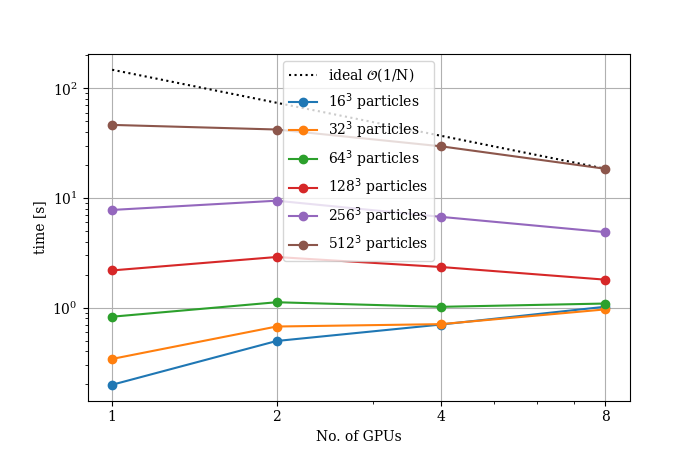 ideal 𝒪(1/N)
16³ particles
32³ particles
64³ particles
128³ particles
256³ particles
512³ particles
10²
10¹
10⁰
time [s]
1 2 4 8
No. of GPUs